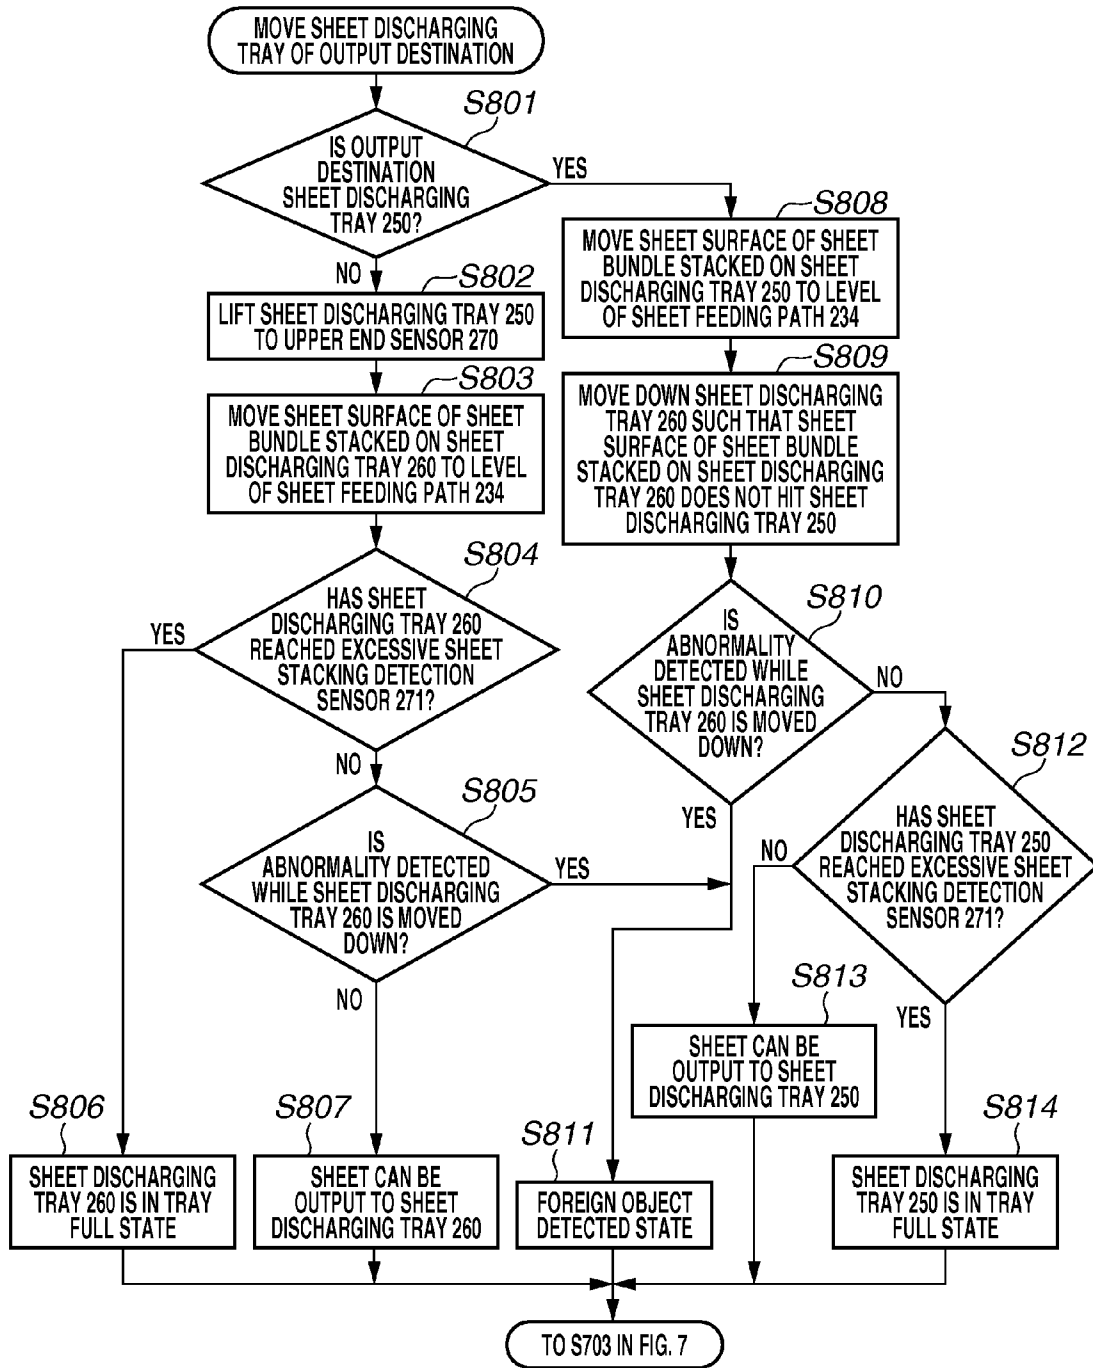 MOVE SHEET DISCHARGING
TRAY OF OUTPUT DESTINATION
S801
IS OUTPUT
DESTINATION
SHEET DISCHARGING
TRAY 250?
YES
NO
S802
LIFT SHEET DISCHARGING TRAY 250
TO UPPER END SENSOR 270
S803
MOVE SHEET SURFACE OF SHEET
BUNDLE STACKED ON SHEET
DISCHARGING TRAY 260 TO LEVEL
OF SHEET FEEDING PATH 234
S804
HAS SHEET
DISCHARGING TRAY 260
REACHED EXCESSIVE SHEET
STACKING DETECTION
SENSOR 271?
YES
NO
S805
IS
ABNORMALITY DETECTED
WHILE SHEET DISCHARGING
TRAY 260 IS MOVED
DOWN?
YES
NO
S806
SHEET DISCHARGING
TRAY 260 IS IN TRAY
FULL STATE
S807
SHEET CAN BE
OUTPUT TO SHEET
DISCHARGING TRAY 260
S808
MOVE SHEET SURFACE OF SHEET
BUNDLE STACKED ON SHEET
DISCHARGING TRAY 250 TO LEVEL
OF SHEET FEEDING PATH 234
S809
MOVE DOWN SHEET DISCHARGING
TRAY 260 SUCH THAT SHEET
SURFACE OF SHEET BUNDLE
STACKED ON SHEET DISCHARGING
TRAY 260 DOES NOT HIT SHEET
DISCHARGING TRAY 250
S810
IS
ABNORMALITY
DETECTED WHILE
SHEET DISCHARGING
TRAY 260 IS MOVED
DOWN?
NO
YES
S811
FOREIGN OBJECT
DETECTED STATE
S812
HAS SHEET
DISCHARGING TRAY 250
REACHED EXCESSIVE SHEET
STACKING DETECTION
SENSOR 271?
NO
YES
S813
SHEET CAN BE
OUTPUT TO SHEET
DISCHARGING TRAY 250
S814
SHEET DISCHARGING
TRAY 250 IS IN TRAY
FULL STATE
TO S703 IN FIG. 7